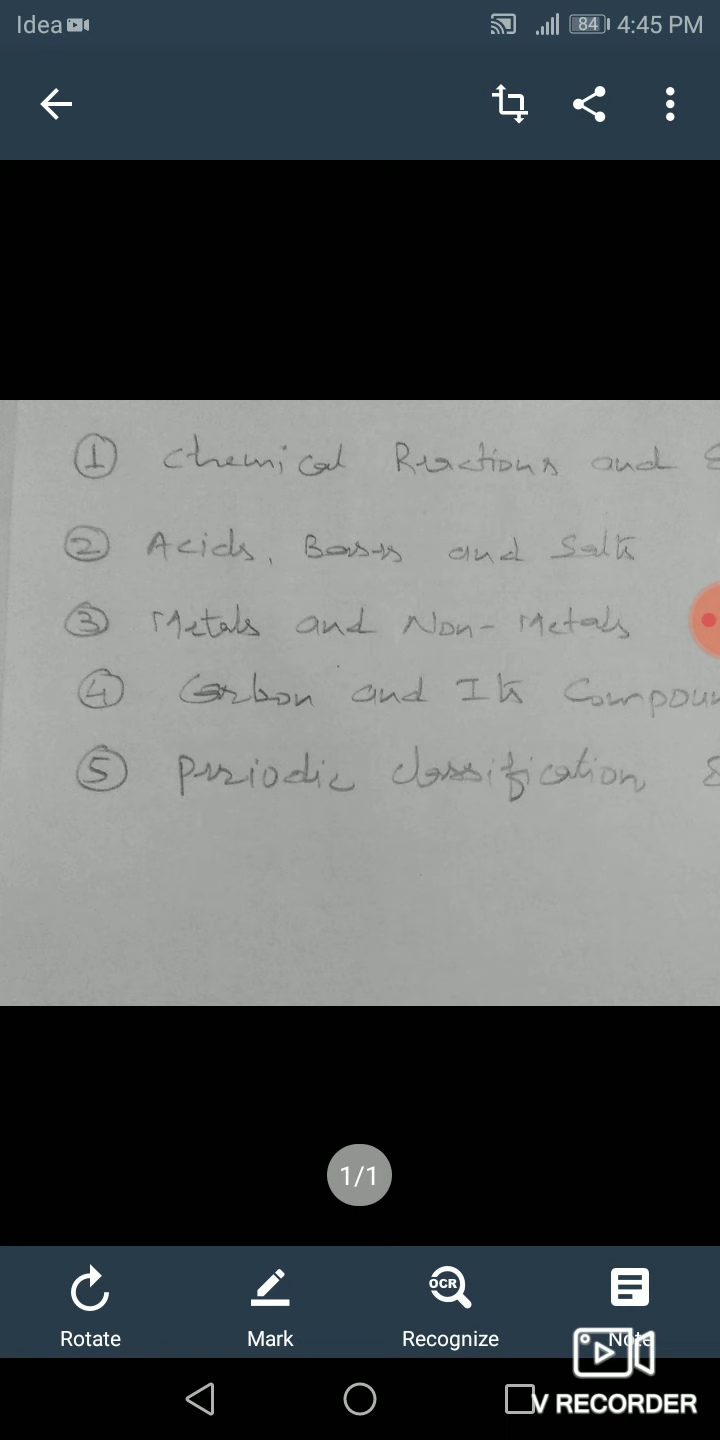 Idea 84 4:45 PM
① Chemical Reactions and
② Acids, Bases and Salts
③ Metals and Non-Metals
④ Carbon and Its Compoun
⑤ Periodic Classification
1/1
OCR
Rotate Mark Recognize Note
V RECORDER